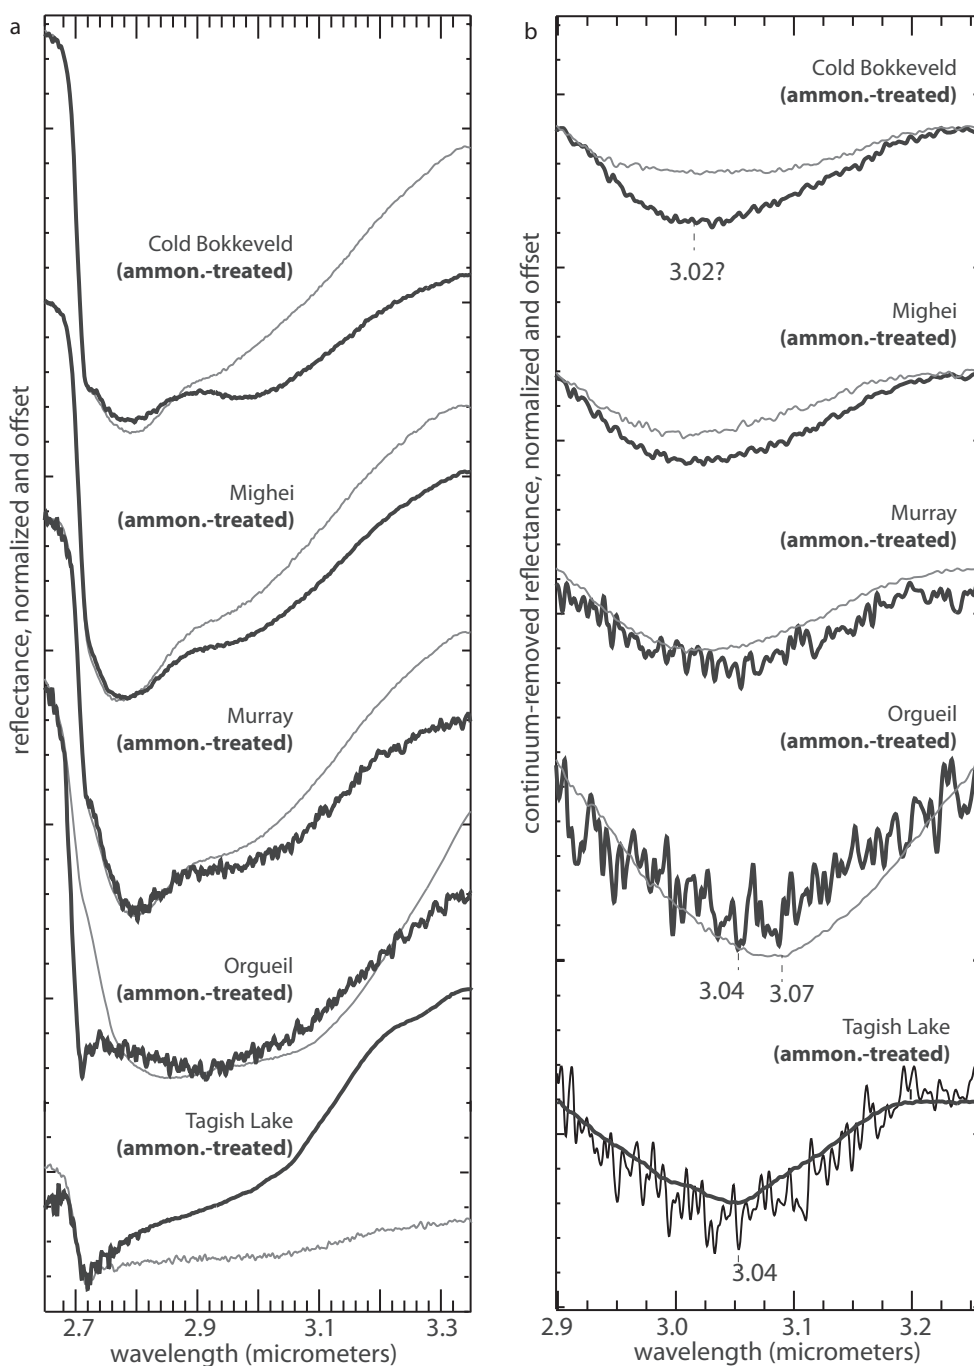 a
Cold Bokkeveld
(ammon.-treated)
Mighei
(ammon.-treated)
Murray
(ammon.-treated)
Orgueil
(ammon.-treated)
Tagish Lake
(ammon.-treated)
reflectance, normalized and offset
2.7
2.9
3.1
3.3
wavelength (micrometers)
b
Cold Bokkeveld
(ammon.-treated)
3.02?
Mighei
(ammon.-treated)
Murray
(ammon.-treated)
Orgueil
(ammon.-treated)
3.04
3.07
Tagish Lake
(ammon.-treated)
3.04
continuum-removed reflectance, normalized and offset
2.9
3.0
3.1
3.2
wavelength (micrometers)